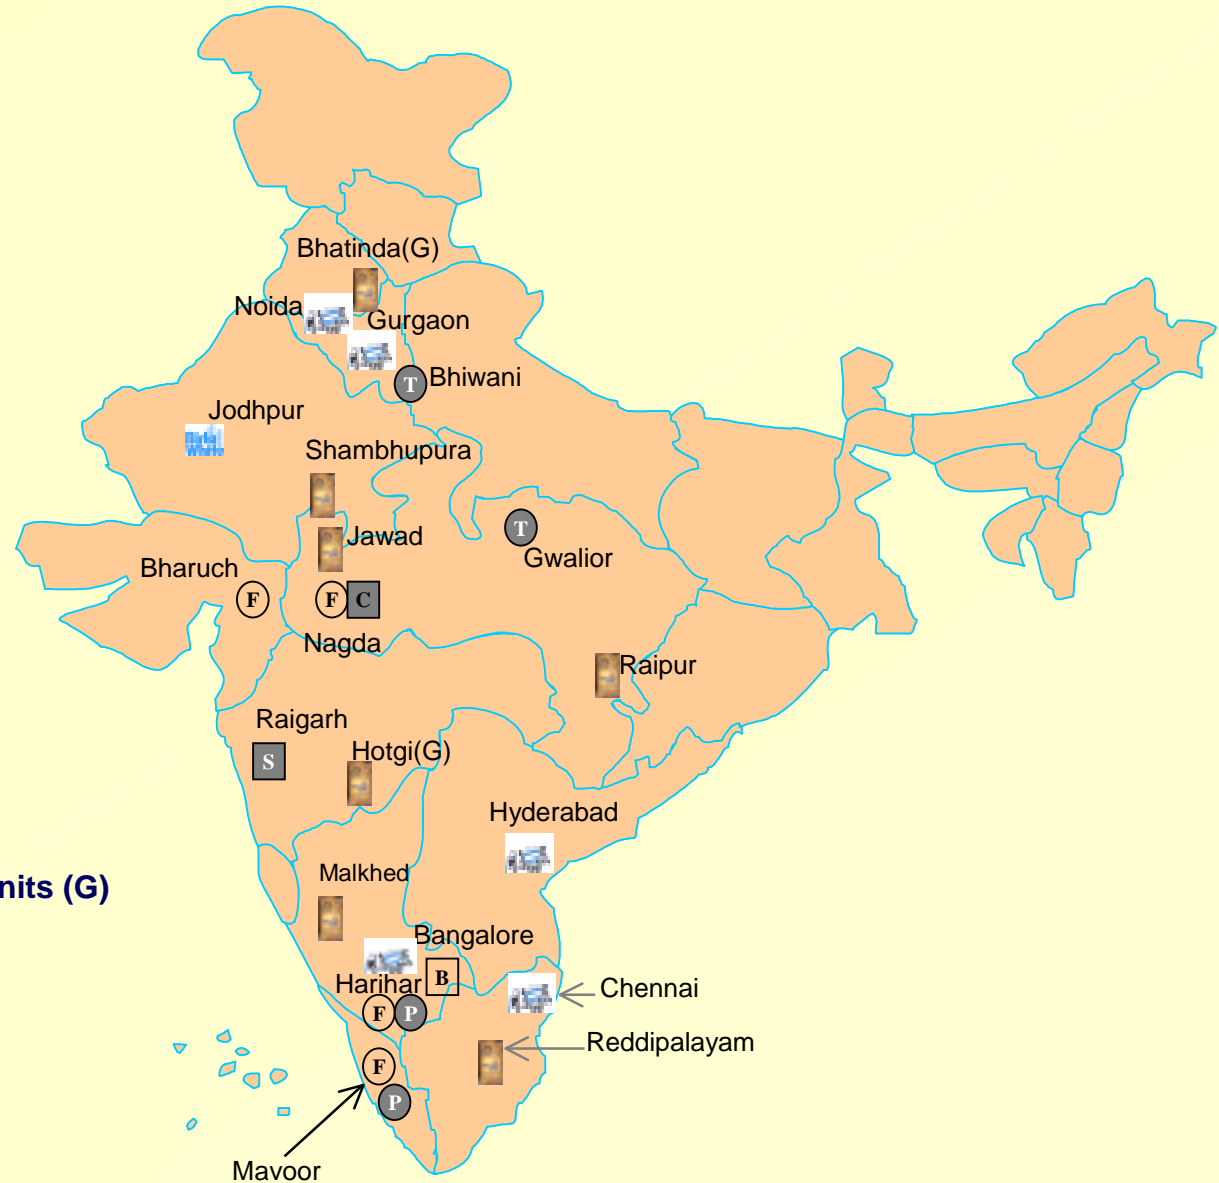 Bhatinda(G)
Noida
Gurgaon
T
Bhiwani
Jodhpur
Shambhupura
T
Jawad
Gwalior
Bharuch
F
F
C
Nagda
Raipur
Raigarh
S
Hotgi(G)
Hyderabad
Malkhed
nits (G)
Bangalore
Harihar
B
Chennai
F
P
Reddipalayam
F
P
Mavoor